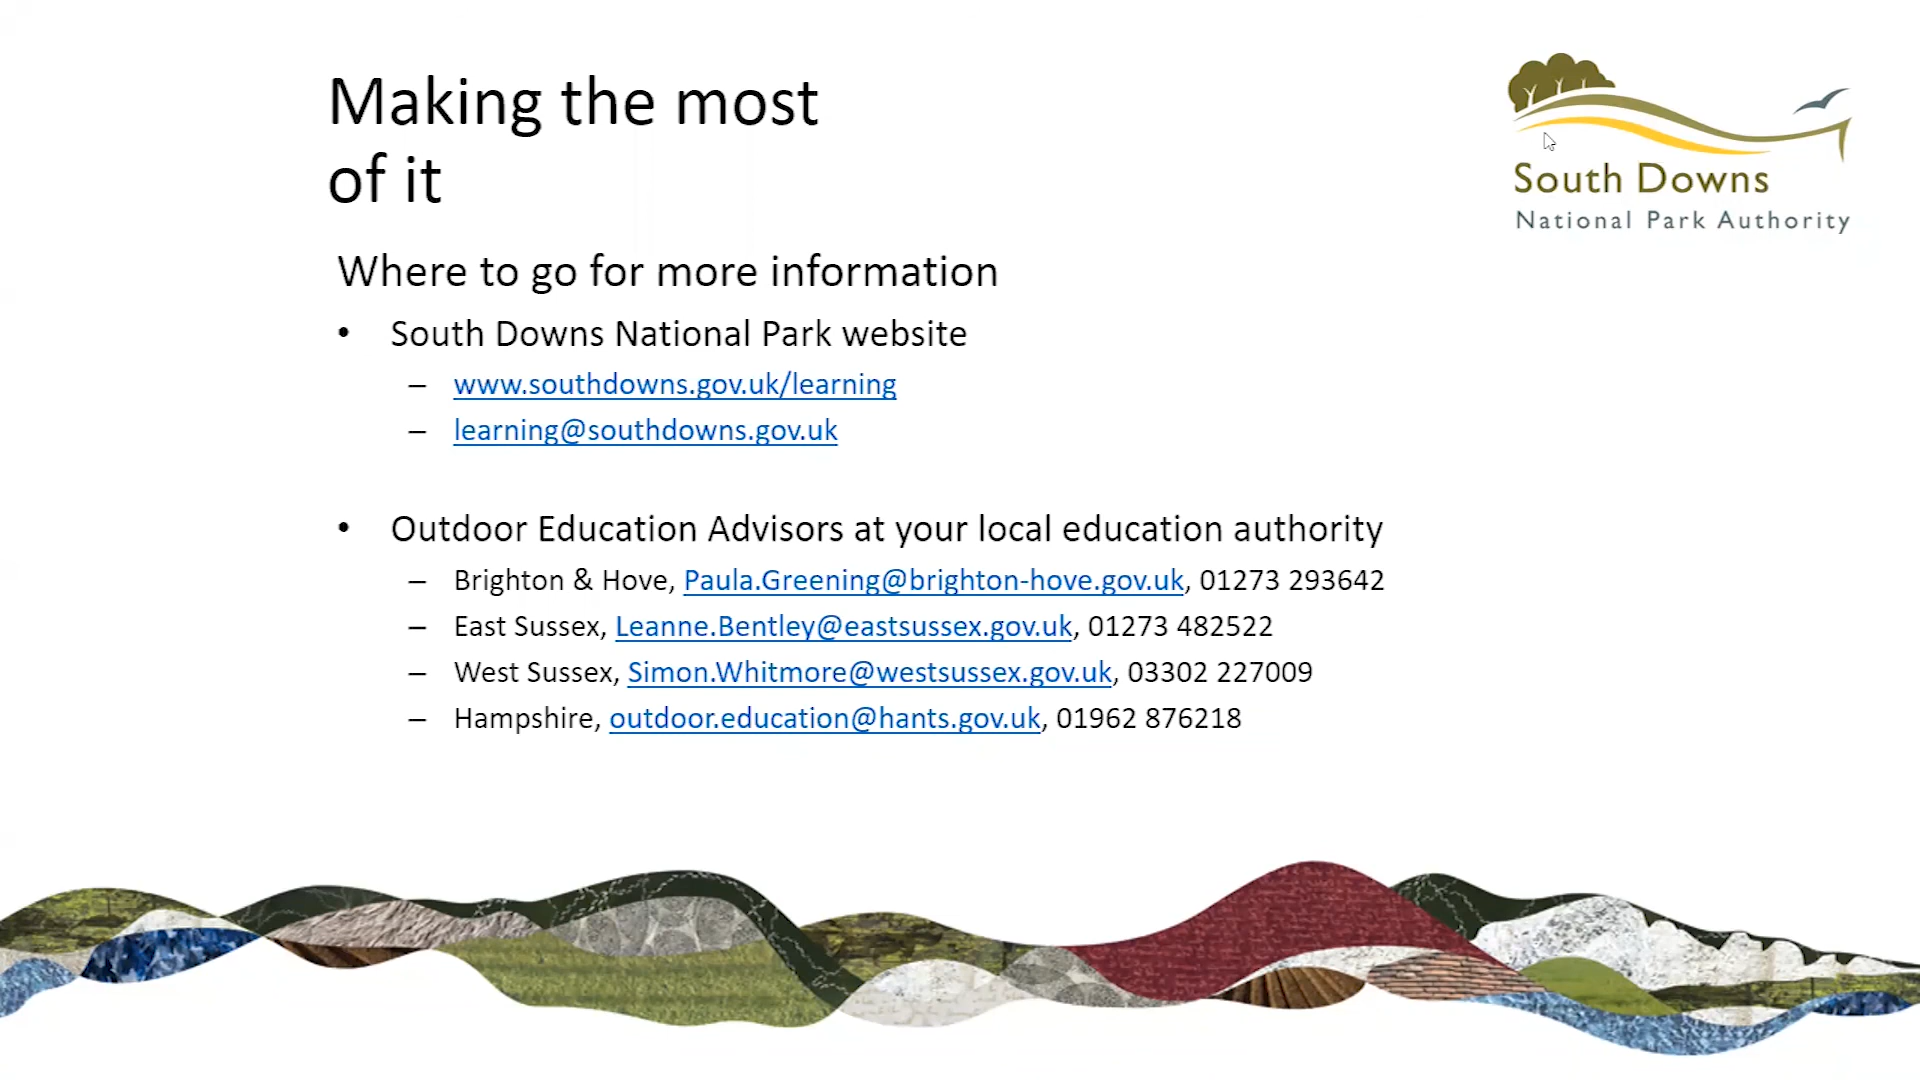 Making the most
of it
South Downs
National Park Authority
Where to go for more information
• South Downs National Park website
– www.southdowns.gov.uk/learning
– learning@southdowns.gov.uk
• Outdoor Education Advisors at your local education authority
– Brighton & Hove, Paula.Greening@brighton-hove.gov.uk, 01273 293642
– East Sussex, Leanne.Bentley@eastsussex.gov.uk, 01273 482522
– West Sussex, Simon.Whitmore@westsussex.gov.uk, 03302 227009
– Hampshire, outdoor.education@hants.gov.uk, 01962 876218